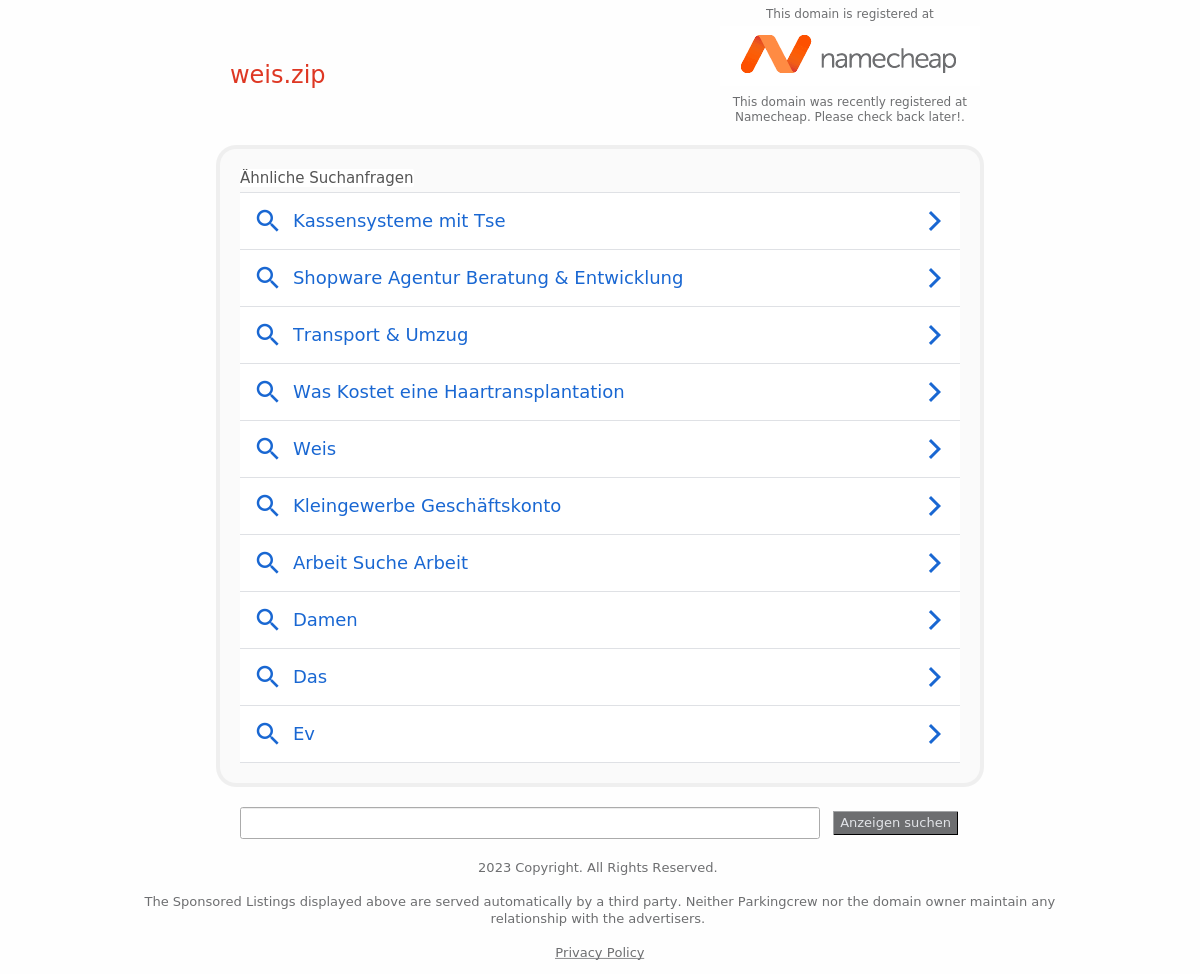 This domain is registered at
namecheap
weis.zip
This domain was recently registered at
Namecheap. Please check back later!.
Ähnliche Suchanfragen
Kassensysteme mit Tse
Shopware Agentur Beratung & Entwicklung
Transport & Umzug
Was Kostet eine Haartransplantation
Weis
Kleingewerbe Geschäftskonto
Arbeit Suche Arbeit
Damen
Das
Ev
Anzeigen suchen
2023 Copyright. All Rights Reserved.
The Sponsored Listings displayed above are served automatically by a third party. Neither Parkingcrew nor the domain owner maintain any
relationship with the advertisers.
Privacy Policy